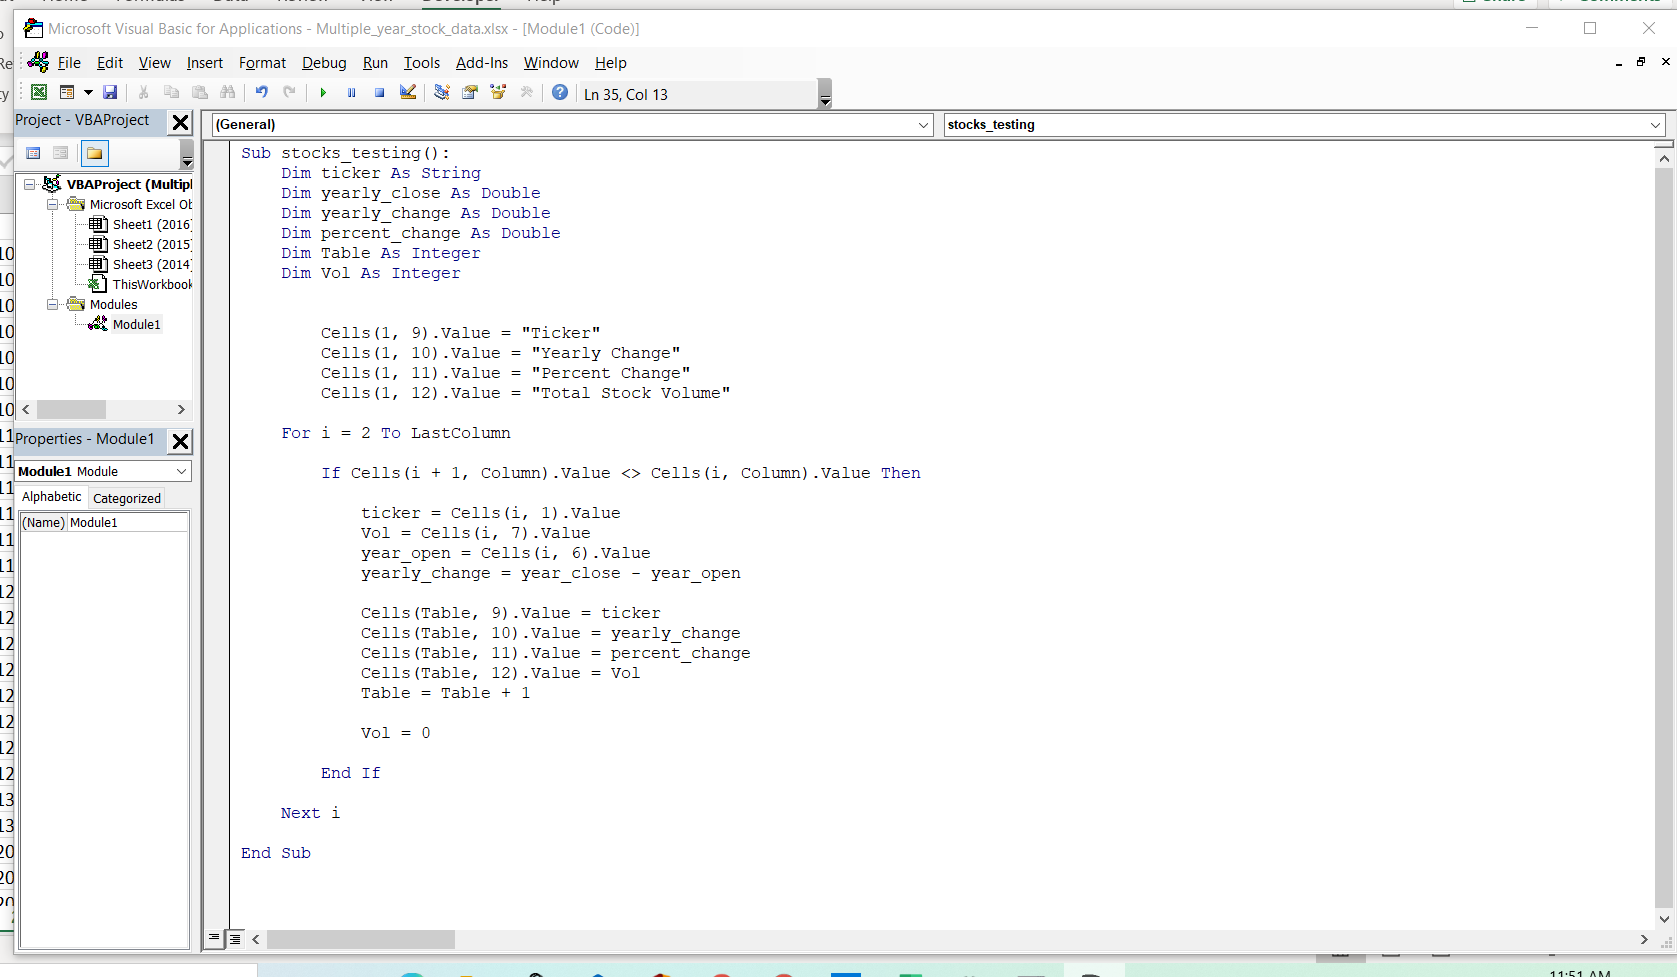 Microsoft Visual Basic for Applications - Multiple_year_stock_data.xlsx - [Module1 (Code)]
File Edit View Insert Format Debug Run Tools Add-Ins Window Help
Ln 35, Col 13
Project - VBAProject
(General)
stocks_testing
VBAProject (Multipl
Microsoft Excel Ob
Sheet1 (2016)
Sheet2 (2015)
Sheet3 (2014)
ThisWorkbook
Modules
Module1
Properties - Module1
Module1 Module
Alphabetic Categorized
(Name) Module1
Sub stocks_testing():
Dim ticker As String
Dim yearly_close As Double
Dim yearly_change As Double
Dim percent_change As Double
Dim Table As Integer
Dim Vol As Integer
Cells(1, 9).Value = "Ticker"
Cells(1, 10).Value = "Yearly Change"
Cells(1, 11).Value = "Percent Change"
Cells(1, 12).Value = "Total Stock Volume"
For i = 2 To LastColumn
If Cells(i + 1, Column).Value <> Cells(i, Column).Value Then
ticker = Cells(i, 1).Value
Vol = Cells(i, 7).Value
year_open = Cells(i, 6).Value
yearly_change = year_close - year_open
Cells(Table, 9).Value = ticker
Cells(Table, 10).Value = yearly_change
Cells(Table, 11).Value = percent_change
Cells(Table, 12).Value = Vol
Table = Table + 1
Vol = 0
End If
Next i
End Sub
11:51 AM